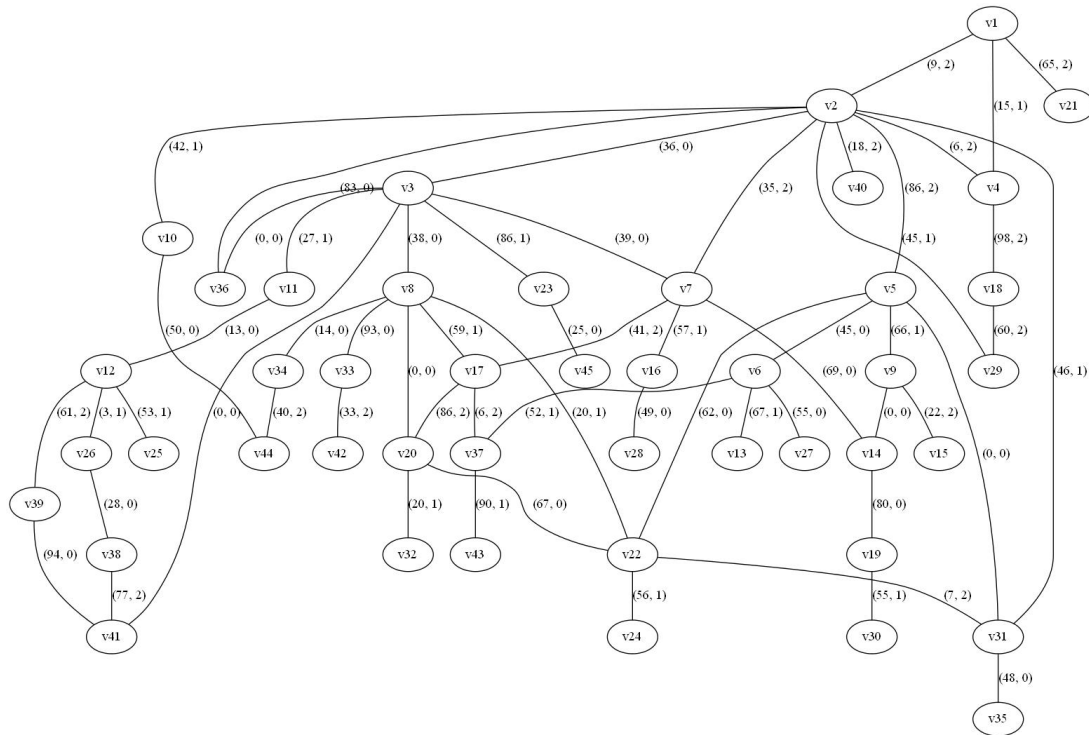 v1
(9, 2)
(65, 2)
v2
(15, 1)
v21
(42, 1)
(36, 0)
(18, 2)
(6, 2)
(83, 0)
v3
(35, 2)
v40
(86, 2)
v4
v10
(0, 0)
(27, 1)
(38, 0)
(86, 1)
(39, 0)
(45, 1)
(98, 2)
v36
v11
v8
v23
v7
v5
v18
(50, 0)
(13, 0)
(14, 0)
(93, 0)
(59, 1)
(25, 0)
(41, 2)
(57, 1)
(45, 0)
(66, 1)
(60, 2)
v12
v34
v33
(0, 0)
v17
v45
v16
v6
(69, 0)
v9
v29
(46, 1)
(61, 2)
(3, 1)
(53, 1)
(0, 0)
(40, 2)
(33, 2)
(86, 2)
(6, 2)
(52, 1)
(20, 1)
(49, 0)
(62, 0)
(67, 1)
(55, 0)
(0, 0)
(22, 2)
v26
v25
v44
v42
v20
v37
v28
v13
v27
v14
v15
(0, 0)
v39
(28, 0)
(20, 1)
(90, 1)
(67, 0)
(80, 0)
(94, 0)
v38
v32
v43
v22
v19
(77, 2)
(56, 1)
(55, 1)
(7, 2)
v41
v24
v30
v31
(48, 0)
v35